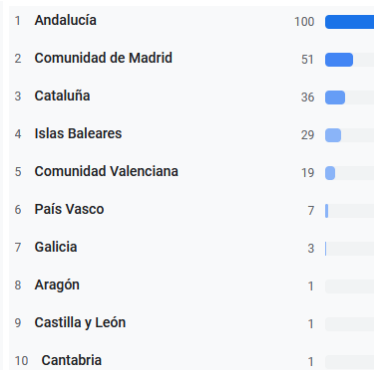 1 Andalucía 100
2 Comunidad de Madrid 51
3 Cataluña 36
4 Islas Baleares 29
5 Comunidad Valenciana 19
6 País Vasco 7
7 Galicia 3
8 Aragón 1
9 Castilla y León 1
10 Cantabria 1